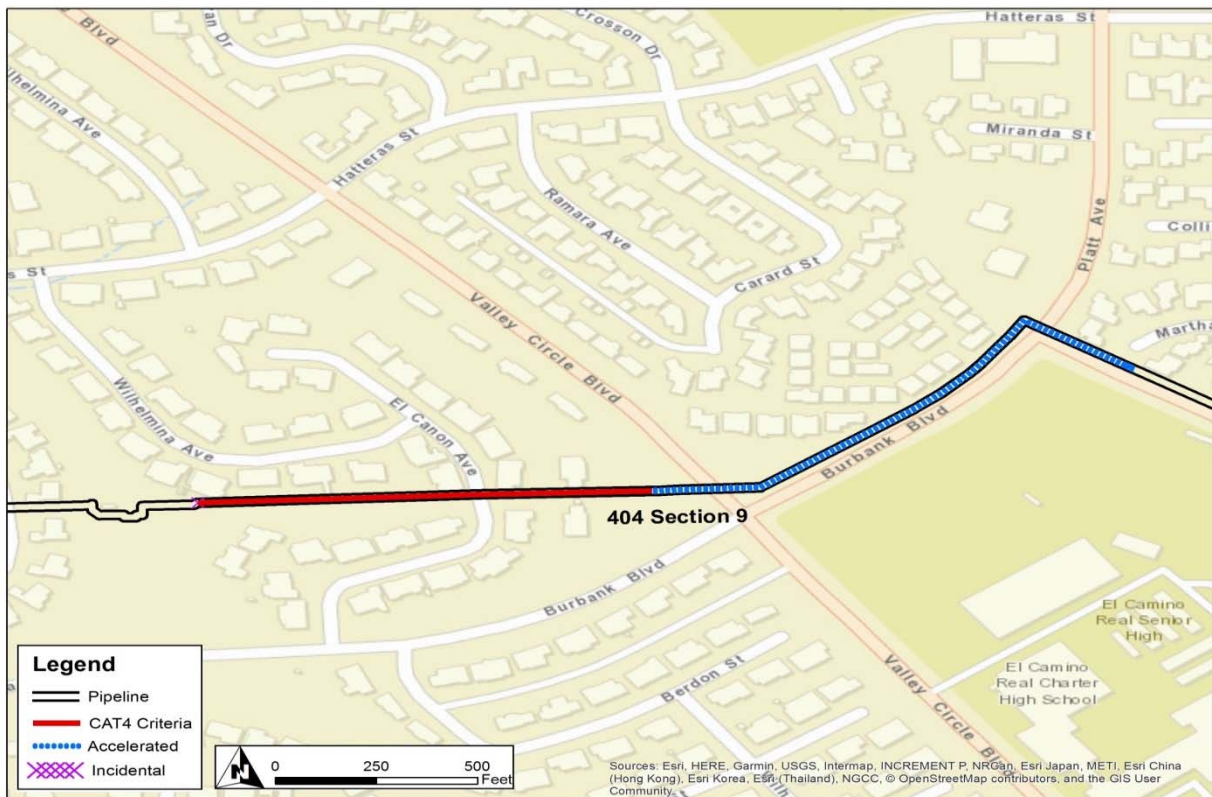 Hatteras St
Blvd
an Dr
Crosson Dr
Wilhelmina Ave
Miranda St
Hatteras St
Ramara Ave
Platt Ave
Colli
s St
Carard St
Valley Circle Blvd
Martha
Wilhelmina Ave
El Canon Ave
Burbank Blvd
404 Section 9
Burbank Blvd
El Camino
Real Senior
High
El Camino
Real Charter
High School
Berdon St
Valley Circle Blvd
Legend
Pipeline
CAT4 Criteria
Accelerated
Incidental
N
0 250 500
Feet
Sources: Esri, HERE, Garmin, USGS, Intermap, INCREMENT P, NRCan, Esri Japan, METI, Esri China
(Hong Kong), Esri Korea, Esri (Thailand), NGCC, © OpenStreetMap contributors, and the GIS User
Community